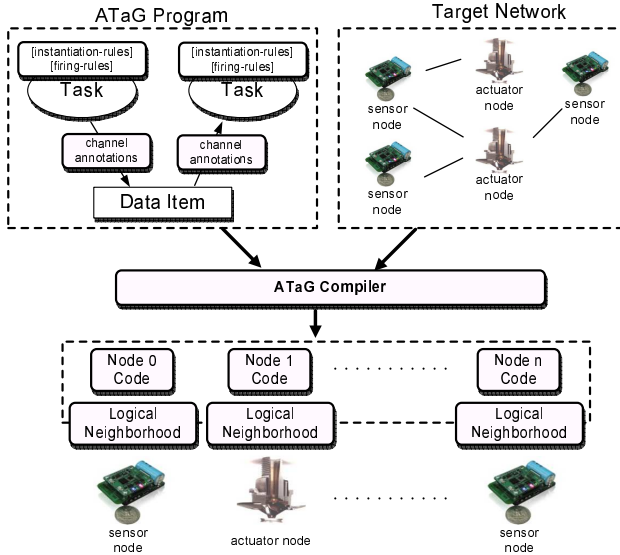 ATaG Program
Target Network
[instantiation-rules]
[firing-rules]
Task
[instantiation-rules]
[firing-rules]
Task
channel
annotations
channel
annotations
Data Item
sensor
node
actuator
node
sensor
node
sensor
node
actuator
node
ATaG Compiler
Node 0
Code
Node 1
Code
Node n
Code
Logical
Neighborhood
Logical
Neighborhood
Logical
Neighborhood
sensor
node
actuator node
sensor
node